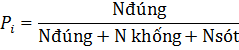 P_i = Nđúng / (Nđúng + N khống + Nsót)